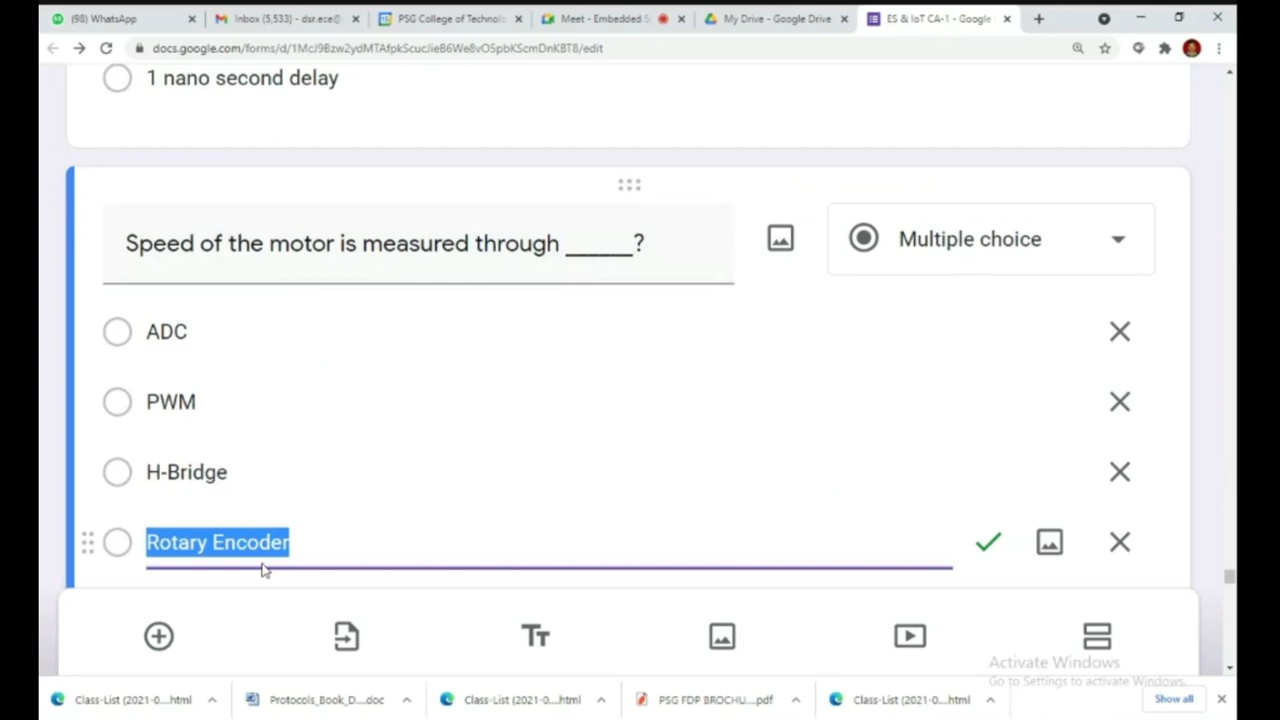 (98) WhatsApp
Inbox (5,533) - dsr.ece@
PSG College of Technolo
Meet - Embedded S
My Drive - Google Drive
ES & IoT CA-1 - Google
docs.google.com/forms/d/1McJ9Bzw2ydMTAfpkScucJieB6We8vOSpbKScmDnKBT8/edit
1 nano second delay
Speed of the motor is measured through ______?
Multiple choice
ADC
PWM
H-Bridge
Rotary Encoder
Tт
Activate Windows
Go to Settings to activate Windows.
Class-List (2021-0....html
Protocols_Book_D....doc
Class-List (2021-0....html
PSG FDP BROCHU....pdf
Class-List (2021-0....html
Show all